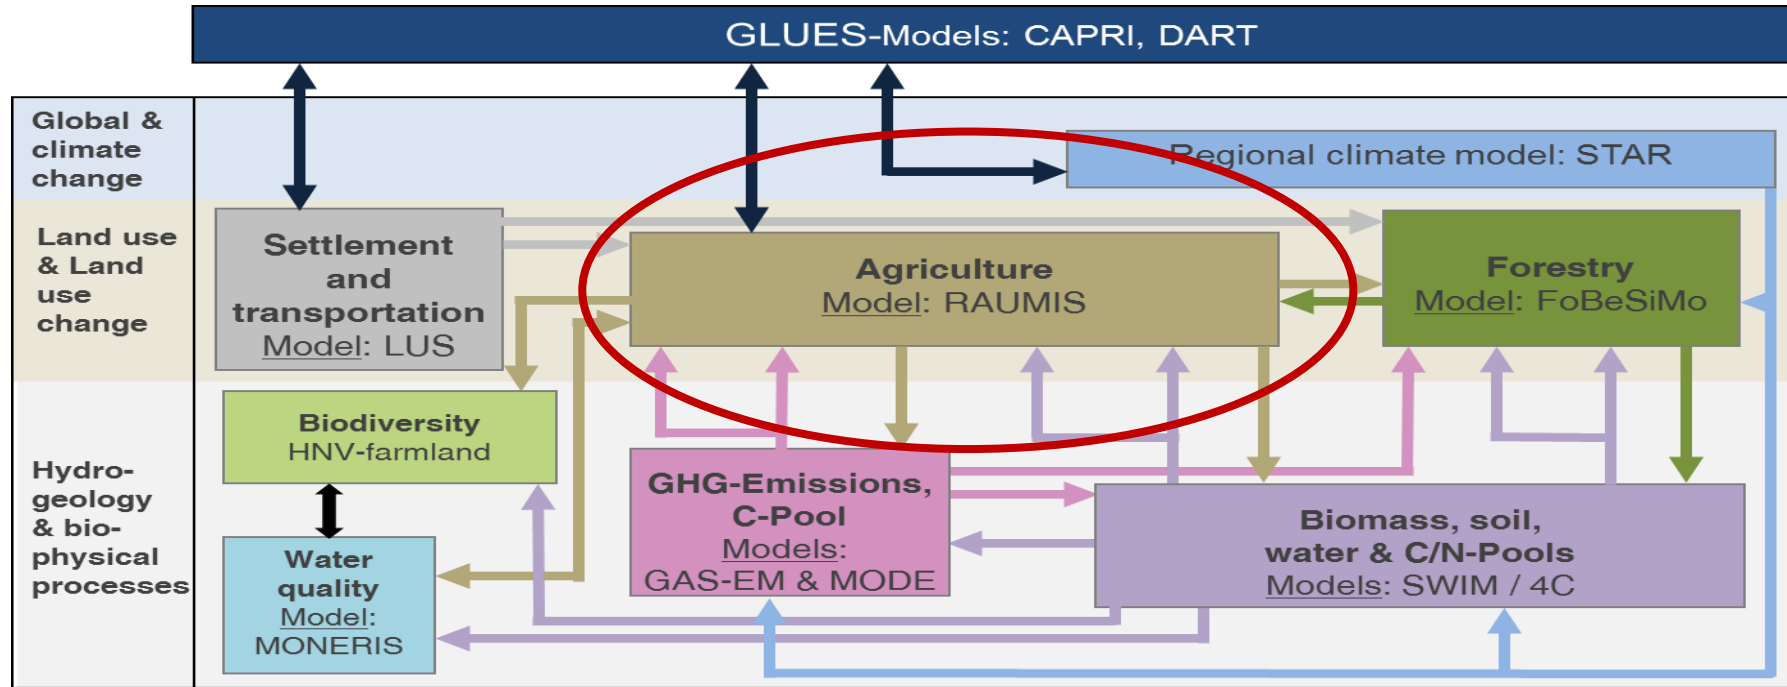 GLUES-Models: CAPRI, DART
Global &
climate
change
Regional climate model: STAR
Land use
& Land
use
change
Settlement
and
transportation
Model: LUS
Agriculture
Model: RAUMIS
Forestry
Model: FoBeSiMo
Hydro-
geology
& bio-
physical
processes
Biodiversity
HNV-farmland
Water
quality
Model:
MONERIS
GHG-Emissions,
C-Pool
Models:
GAS-EM & MODE
Biomass, soil,
water & C/N-Pools
Models: SWIM / 4C